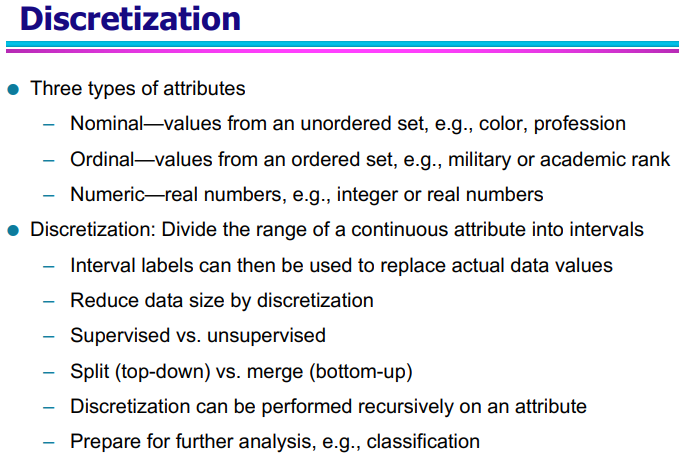 Discretization
● Three types of attributes
– Nominal—values from an unordered set, e.g., color, profession
– Ordinal—values from an ordered set, e.g., military or academic rank
– Numeric—real numbers, e.g., integer or real numbers
● Discretization: Divide the range of a continuous attribute into intervals
– Interval labels can then be used to replace actual data values
– Reduce data size by discretization
– Supervised vs. unsupervised
– Split (top-down) vs. merge (bottom-up)
– Discretization can be performed recursively on an attribute
– Prepare for further analysis, e.g., classification